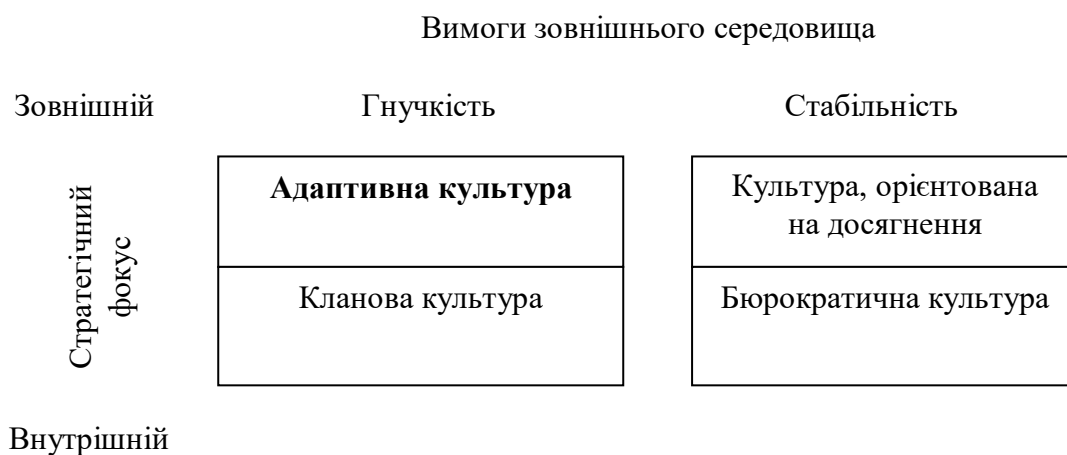 Вимоги зовнішнього середовища
Зовнішній Гнучкість Стабільність
Стратегічний
фокус
Адаптивна культура
Культура, орієнтована
на досягнення
Кланова культура
Бюрократична культура
Внутрішній